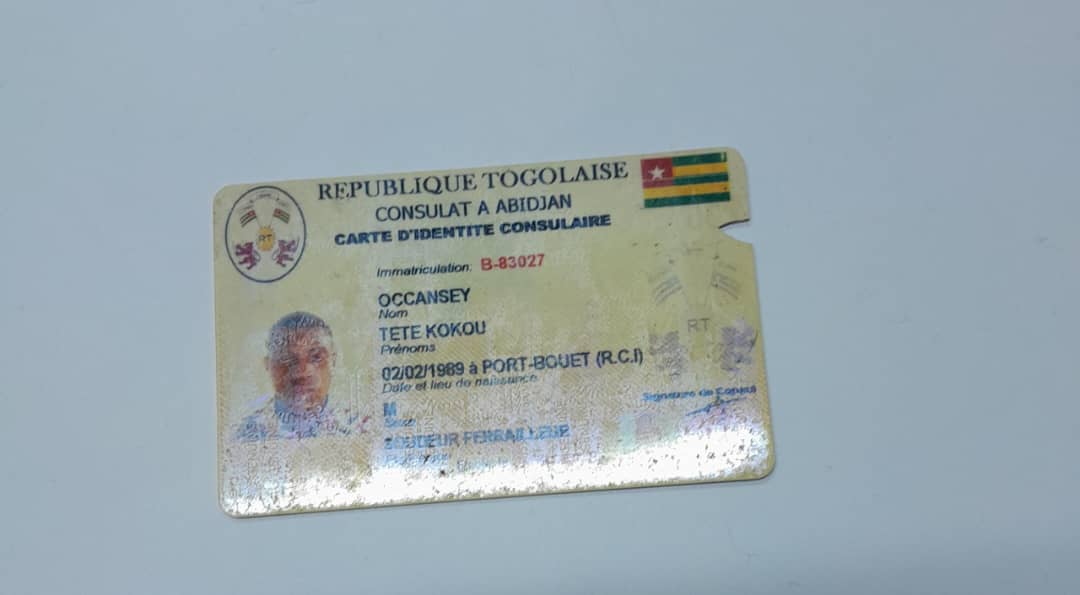 REPUBLIQUE TOGOLAISE
CONSULAT A ABIDJAN
CARTE D'IDENTITE CONSULAIRE
RT
Immatriculation: B-83027
OCCANSEY
Nom
TETE KOKOU
Prénoms
02/02/1989 à PORT-BOUET (R.C.I)
Date et lieu de naissance
M
Sexe
SOUDEUR FERRAILLEUR
RT
Signature du Consul